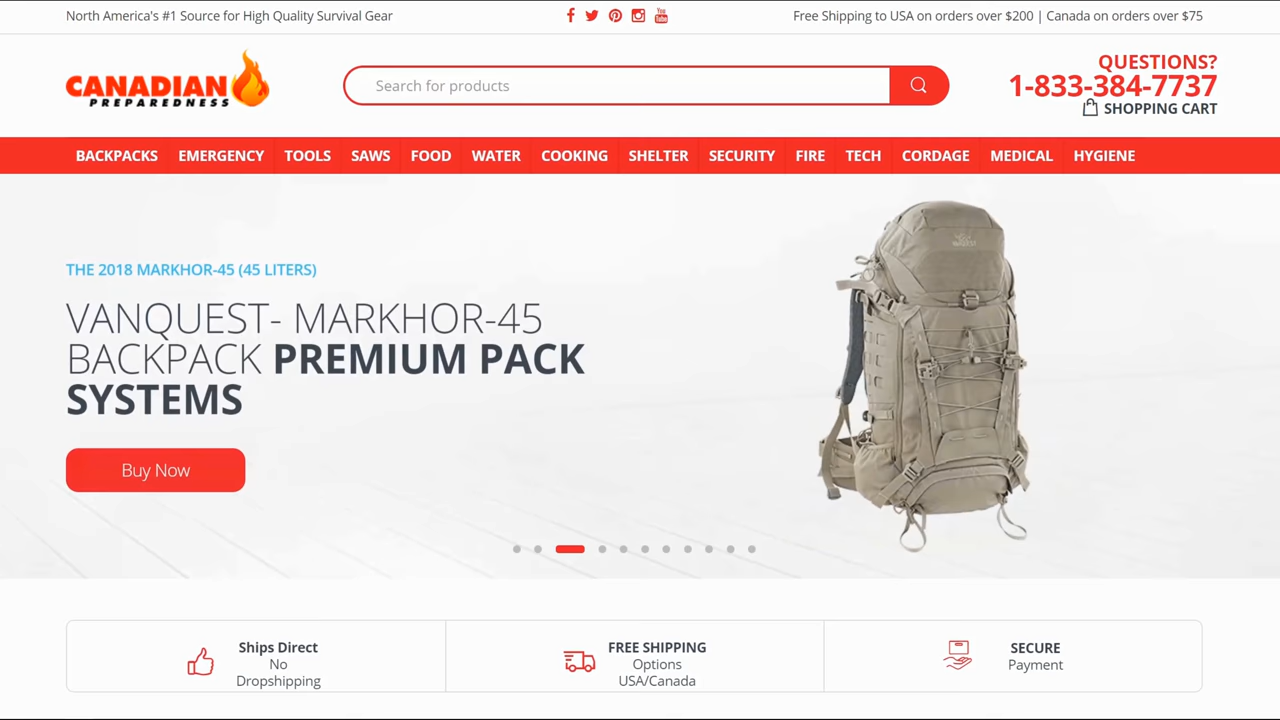 North America's #1 Source for High Quality Survival Gear
You Tube
Free Shipping to USA on orders over $200 | Canada on orders over $75
CANADIAN
PREPAREDNESS
Search for products
QUESTIONS?
1-833-384-7737
SHOPPING CART
BACKPACKS EMERGENCY TOOLS SAWS FOOD WATER COOKING SHELTER SECURITY FIRE TECH CORDAGE MEDICAL HYGIENE
THE 2018 MARKHOR-45 (45 LITERS)
VANQUEST- MARKHOR-45
BACKPACK PREMIUM PACK
SYSTEMS
Buy Now
Ships Direct
No
Dropshipping
FREE SHIPPING
Options
USA/Canada
SECURE
Payment